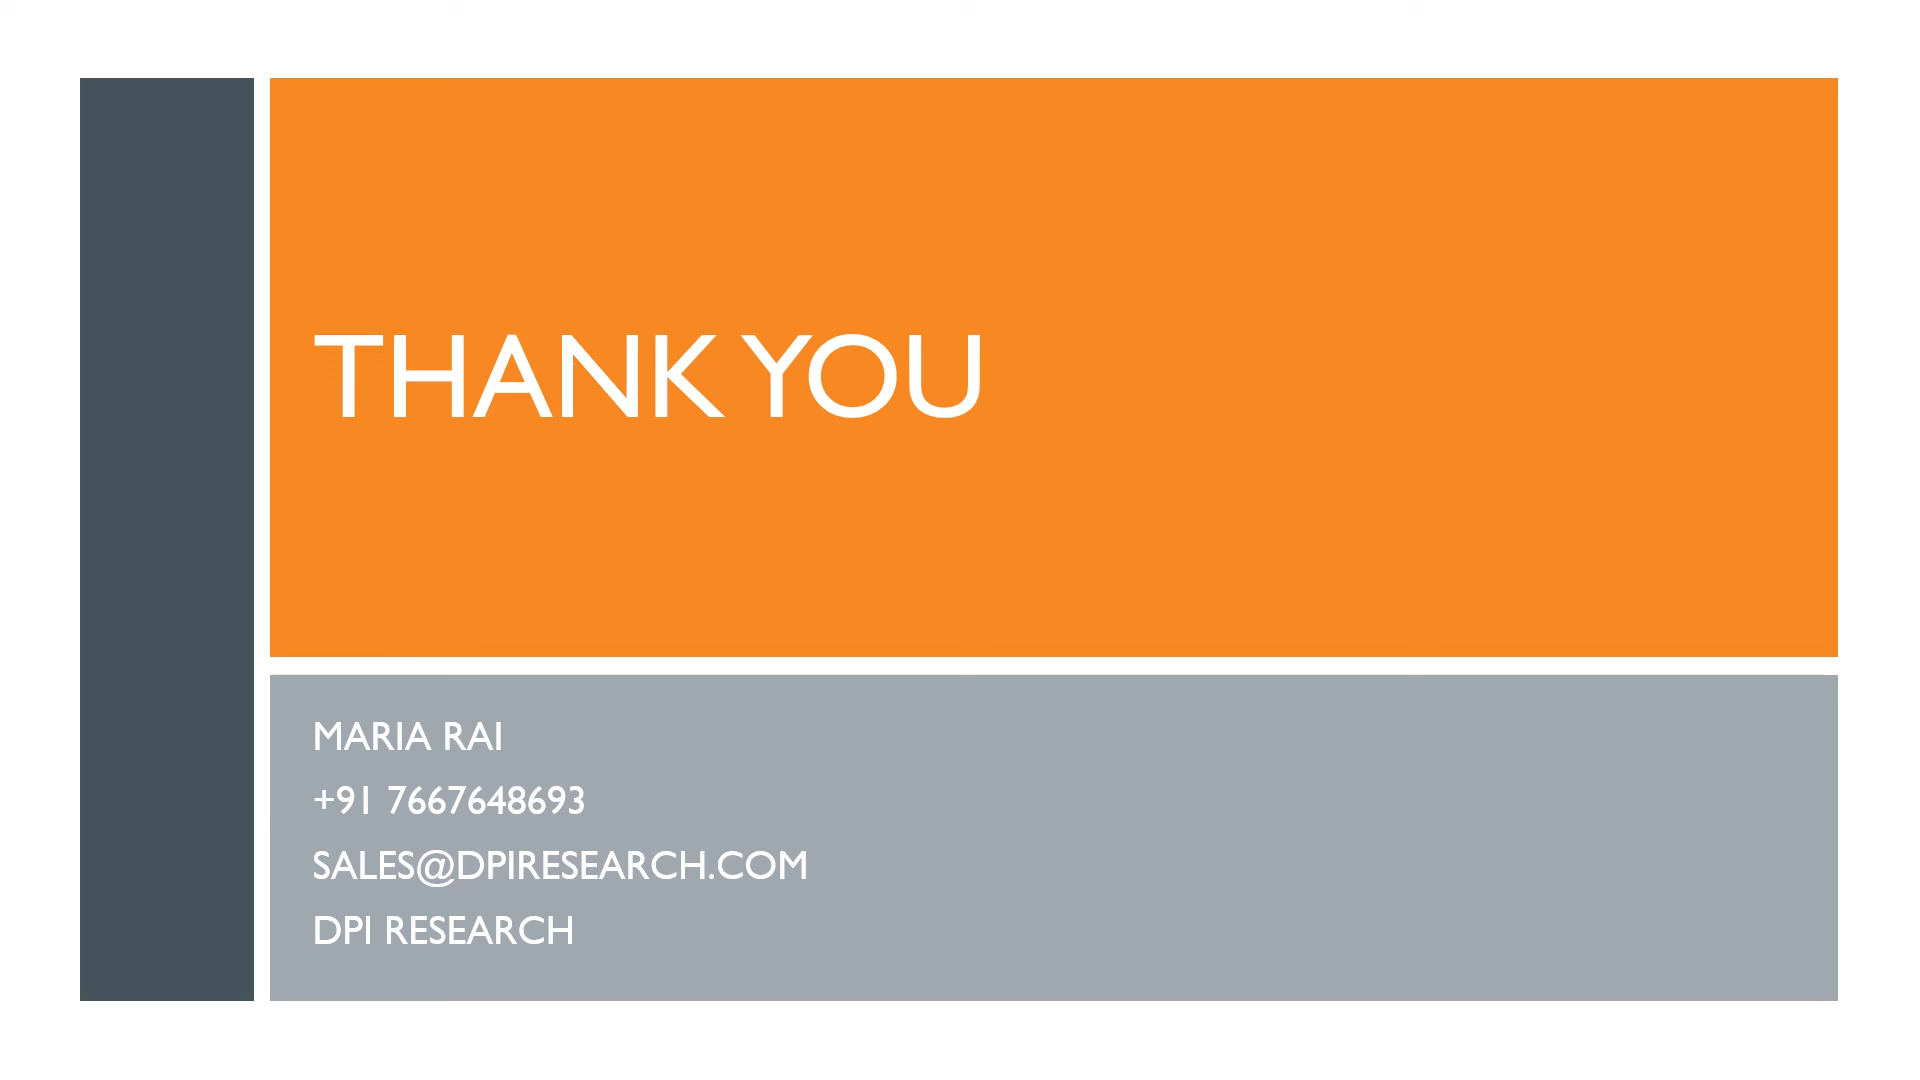 THANK YOU
MARIA RAI
+91 7667648693
SALES@DPIRESEARCH.COM
DPI RESEARCH